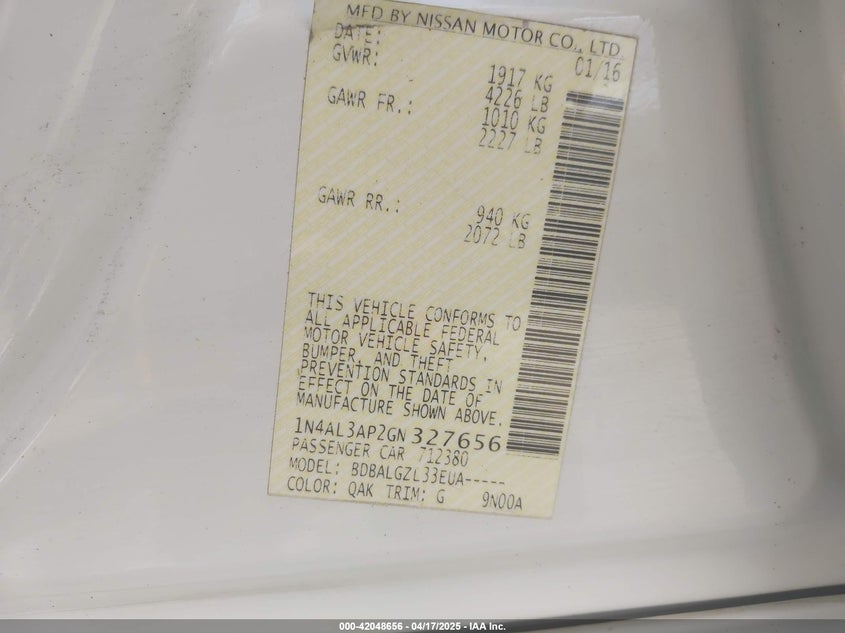 MFD BY NISSAN MOTOR CO., LTD.
DATE: 01/16
GVWR: 1917 KG
4226 LB
GAWR FR.: 1010 KG
2227 LB
GAWR RR.: 940 KG
2072 LB
THIS VEHICLE CONFORMS TO
ALL APPLICABLE FEDERAL
MOTOR VEHICLE SAFETY,
BUMPER, AND THEFT
PREVENTION STANDARDS IN
EFFECT ON THE DATE OF
MANUFACTURE SHOWN ABOVE.
1N4AL3AP2GN327656
PASSENGER CAR 712380
MODEL: BDBALGZL33EUA-----
COLOR: QAK TRIM: G 9N00A
000-42048656 - 04/17/2025 - IAA Inc.